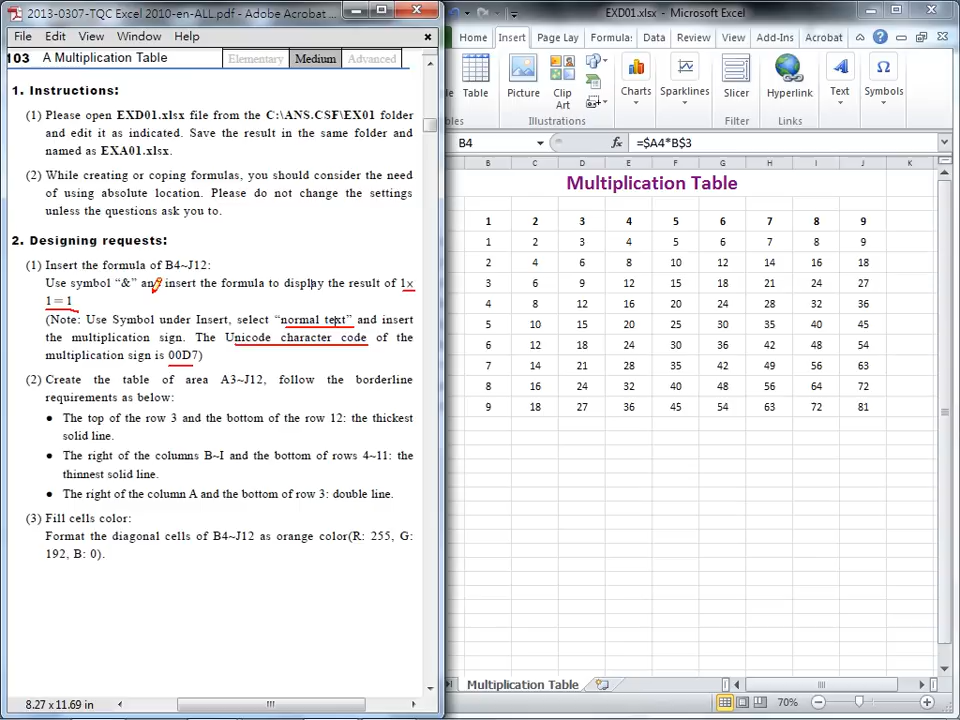 2013-0307-TQC Excel 2010-en-ALL.pdf - Adobe Acrobat
File Edit View Window Help
103 A Multiplication Table Elementary Medium Advanced
1. Instructions:
(1) Please open EXD01.xlsx file from the C:\ANS.CSF\EX01 folder
and edit it as indicated. Save the result in the same folder and
named as EXA01.xlsx.
(2) While creating or coping formulas, you should consider the need
of using absolute location. Please do not change the settings
unless the questions ask you to.
2. Designing requests:
(1) Insert the formula of B4~J12:
Use symbol “&” and insert the formula to display the result of 1×
1=1
(Note: Use Symbol under Insert, select “normal text” and insert
the multiplication sign. The Unicode character code of the
multiplication sign is 00D7)
(2) Create the table of area A3~J12, follow the borderline
requirements as below:
• The top of the row 3 and the bottom of the row 12: the thickest
solid line.
• The right of the columns B~I and the bottom of rows 4~11: the
thinnest solid line.
• The right of the column A and the bottom of row 3: double line.
(3) Fill cells color:
Format the diagonal cells of B4~J12 as orange color(R: 255, G:
192, B: 0).
8.27 x 11.69 in
EXD01.xlsx - Microsoft Excel
Home Insert Page Lay Formula: Data Review View Add-Ins Acrobat
Table Picture Clip Art Charts Sparklines Slicer Hyperlink Text Symbols
bles Illustrations Filter Links
B4 fx =$A4*B$3
B C D E F G H I J K
Multiplication Table
1 2 3 4 5 6 7 8 9
1 2 3 4 5 6 7 8 9
2 4 6 8 10 12 14 16 18
3 6 9 12 15 18 21 24 27
4 8 12 16 20 24 28 32 36
5 10 15 20 25 30 35 40 45
6 12 18 24 30 36 42 48 54
7 14 21 28 35 42 49 56 63
8 16 24 32 40 48 56 64 72
9 18 27 36 45 54 63 72 81
Multiplication Table
70%